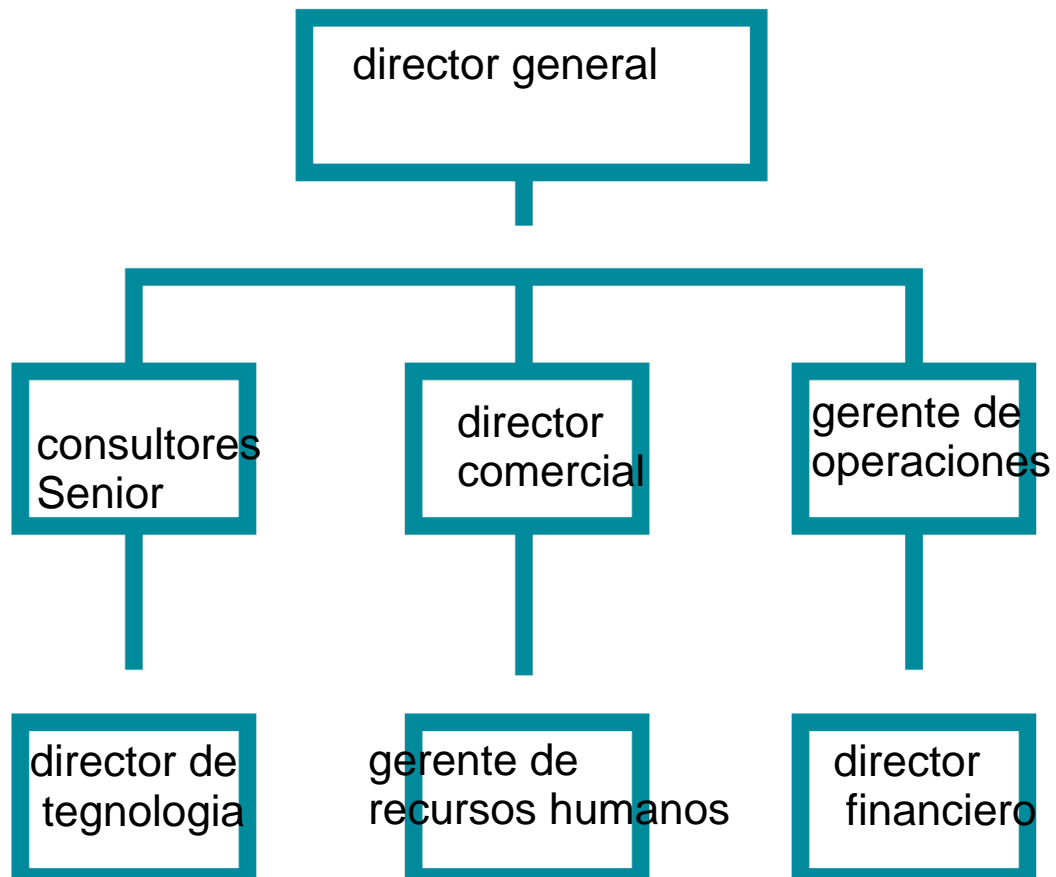 director general
consultores
Senior
director
comercial
gerente de
operaciones
director de
tegnologia
gerente de
recursos humanos
director
financiero